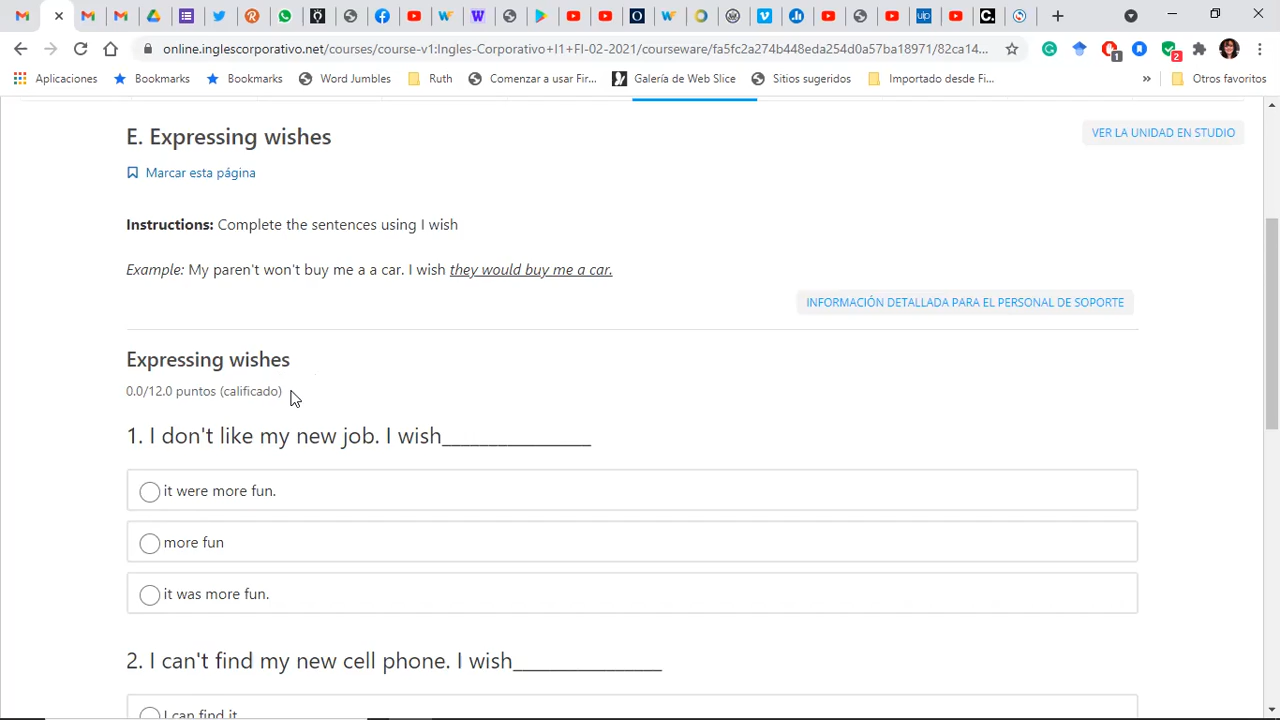 online.inglescorporativo.net/courses/course-v1:Ingles-Corporativo+I1+FI-02-2021/courseware/fa5fc2a274b448eda254d0a57ba18971/82ca14...
Aplicaciones Bookmarks Bookmarks Word Jumbles Ruth Comenzar a usar Fir... Galería de Web Slice Sitios sugeridos Importado desde Fi... » Otros favoritos
E. Expressing wishes
VER LA UNIDAD EN STUDIO
Marcar esta página
Instructions: Complete the sentences using I wish
Example: My paren't won't buy me a a car. I wish they would buy me a car.
INFORMACIÓN DETALLADA PARA EL PERSONAL DE SOPORTE
Expressing wishes
0.0/12.0 puntos (calificado)
1. I don't like my new job. I wish________________
it were more fun.
more fun
it was more fun.
2. I can't find my new cell phone. I wish________________
I can find it